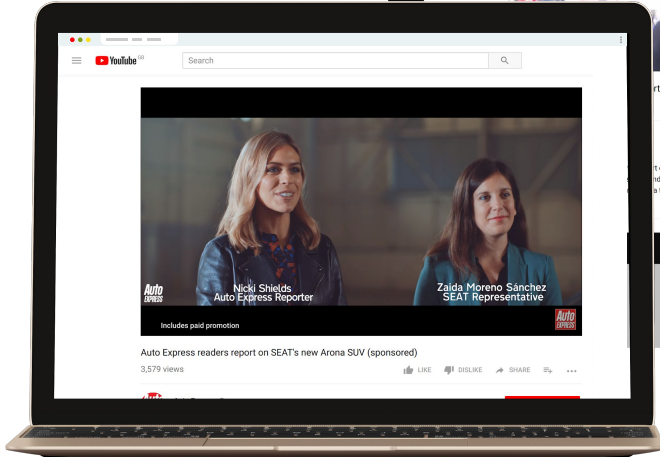 YouTube GB
Search
Nicki Shields
Auto Express Reporter
Zaida Moreno Sánchez
SEAT Representative
Auto
EXPRESS
Includes paid promotion
Auto
EXPRESS
Auto Express readers report on SEAT's new Arona SUV (sponsored)
3,579 views
LIKE
DISLIKE
SHARE